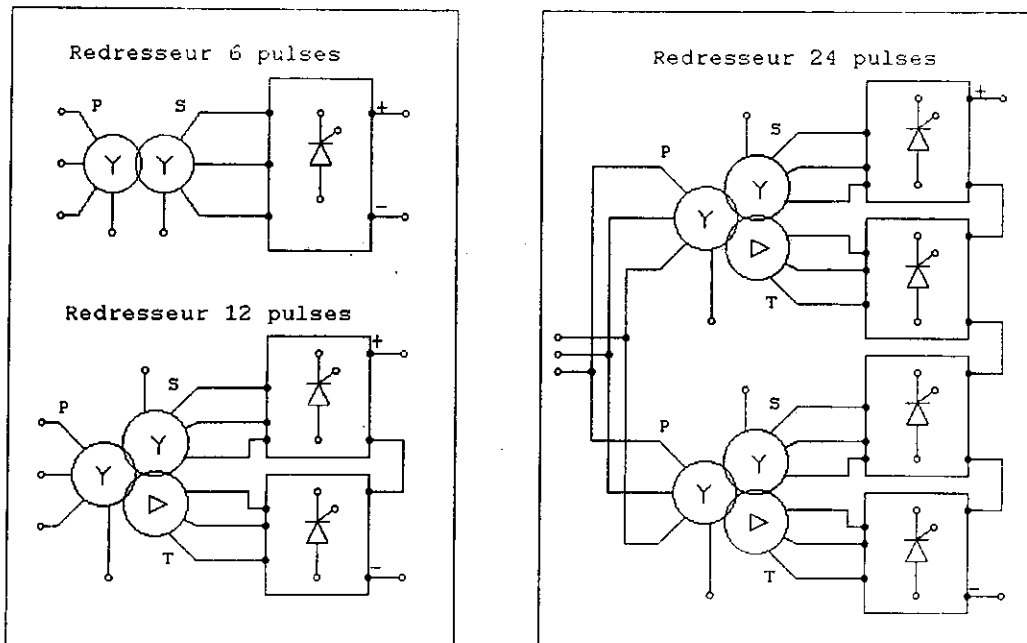 Redresseur 6 pulses
P
S
Y
Y
+
-
Redresseur 12 pulses
P
S
Y
Y
T
+
-
Redresseur 24 pulses
P
S
Y
Y
T
+
P
S
Y
Y
T
-